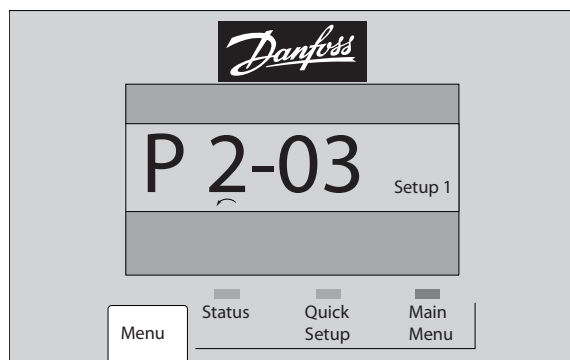 Danfoss
P 2-03
Setup 1
Status
Quick Setup
Main Menu
Menu